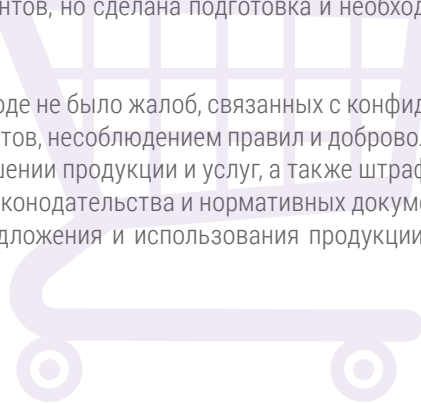 нтов, но сделана подготовка и необход
оде не было жалоб, связанных с конфид
тов, несоблюдением правил и доброво
шении продукции и услуг, а также штраф
конодательства и нормативных докум
дложения и использования продукции